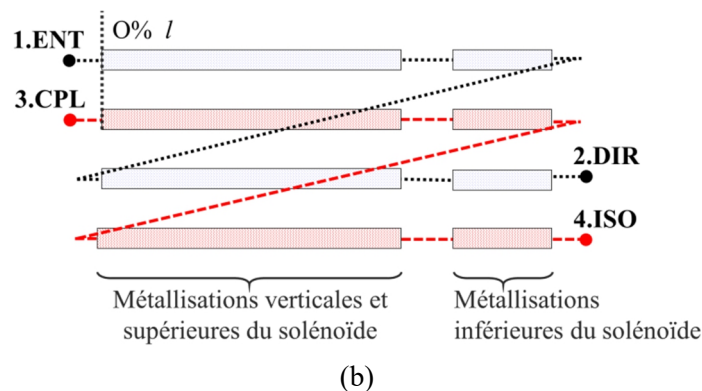 O% l
1.ENT
3.CPL
2.DIR
4.ISO
Métallisations verticales et
supérieures du solénoïde
Métallisations
inférieures du solénoïde
(b)